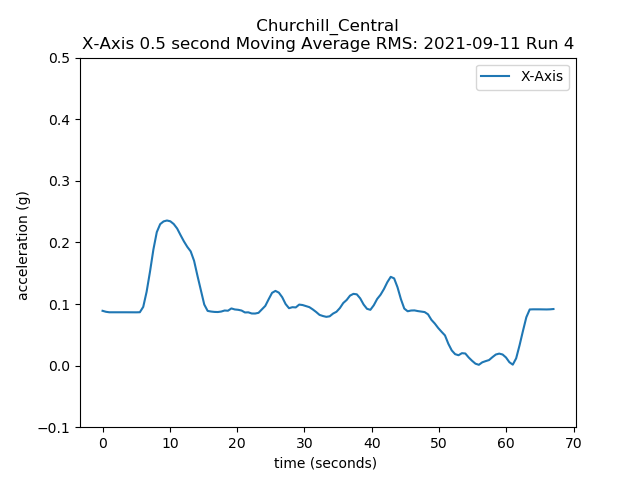 Churchill_Central
X-Axis 0.5 second Moving Average RMS: 2021-09-11 Run 4
X-Axis
0.5
0.4
0.3
0.2
0.1
0.0
−0.1
acceleration (g)
0 10 20 30 40 50 60 70
time (seconds)